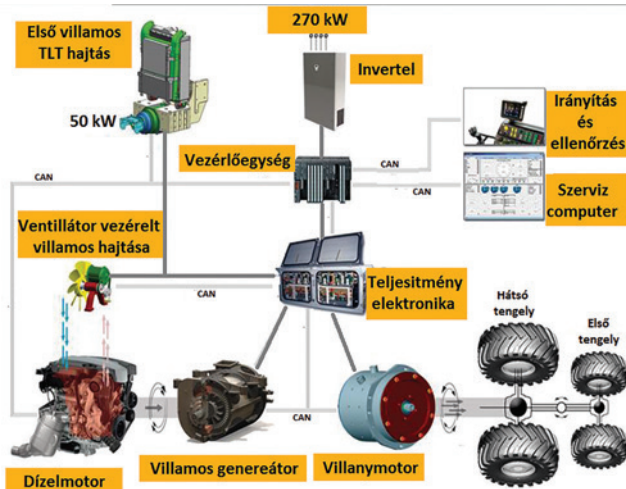 Első villamos
TLT hajtás
50 kW
270 kW
Invertel
Irányítás
és
ellenőrzés
Vezérlőegység
CAN
CAN
CAN
Szerviz
computer
Ventillátor vezérelt
villamos hajtása
CAN
Teljesitmény
elektronika
Hátsó
tengely
Első
tengely
CAN
Dízelmotor
Villamos genereátor
Villanymotor